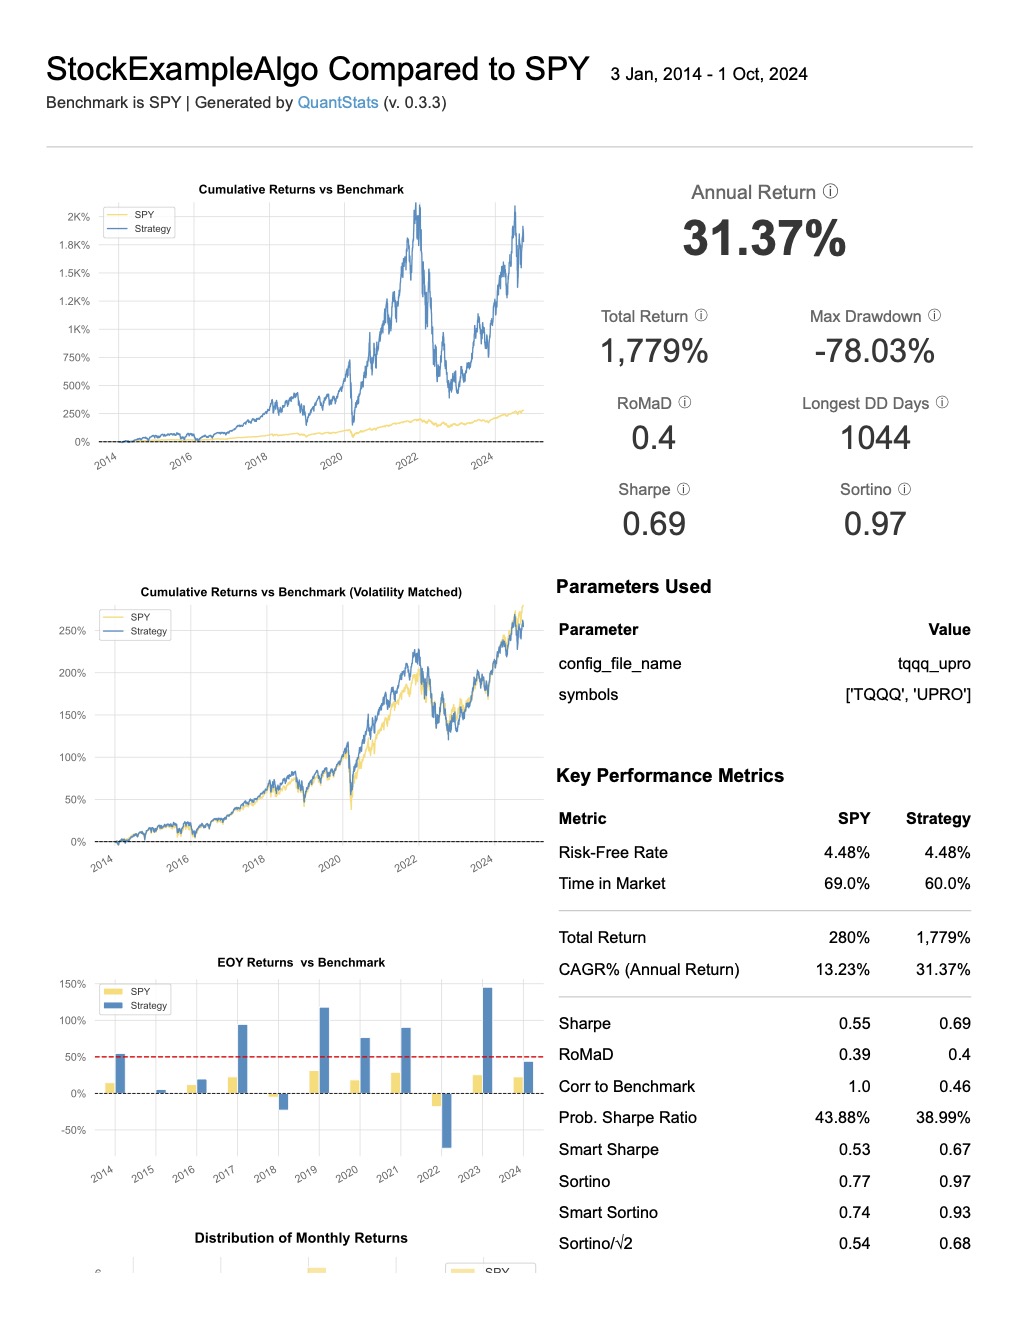 StockExampleAlgo Compared to SPY 3 Jan, 2014 - 1 Oct, 2024
Benchmark is SPY | Generated by QuantStats (v. 0.3.3)
Cumulative Returns vs Benchmark
SPY
Strategy
2K%
1.8K%
1.5K%
1.2K%
1K%
750%
500%
250%
0%
2014 2016 2018 2020 2022 2024
Annual Return ⓘ
31.37%
Total Return ⓘ Max Drawdown ⓘ
1,779% -78.03%
RoMaD ⓘ Longest DD Days ⓘ
0.4 1044
Sharpe ⓘ Sortino ⓘ
0.69 0.97
Cumulative Returns vs Benchmark (Volatility Matched)
SPY
Strategy
250%
200%
150%
100%
50%
0%
2014 2016 2018 2020 2022 2024
Parameters Used
Parameter Value
config_file_name tqqq_upro
symbols ['TQQQ', 'UPRO']
Key Performance Metrics
Metric SPY Strategy
Risk-Free Rate 4.48% 4.48%
Time in Market 69.0% 60.0%
Total Return 280% 1,779%
CAGR% (Annual Return) 13.23% 31.37%
Sharpe 0.55 0.69
RoMaD 0.39 0.4
Corr to Benchmark 1.0 0.46
Prob. Sharpe Ratio 43.88% 38.99%
Smart Sharpe 0.53 0.67
Sortino 0.77 0.97
Smart Sortino 0.74 0.93
Sortino/√2 0.54 0.68
EOY Returns vs Benchmark
SPY
Strategy
150%
100%
50%
0%
-50%
2014 2015 2016 2017 2018 2019 2020 2021 2022 2023 2024
Distribution of Monthly Returns
SPY